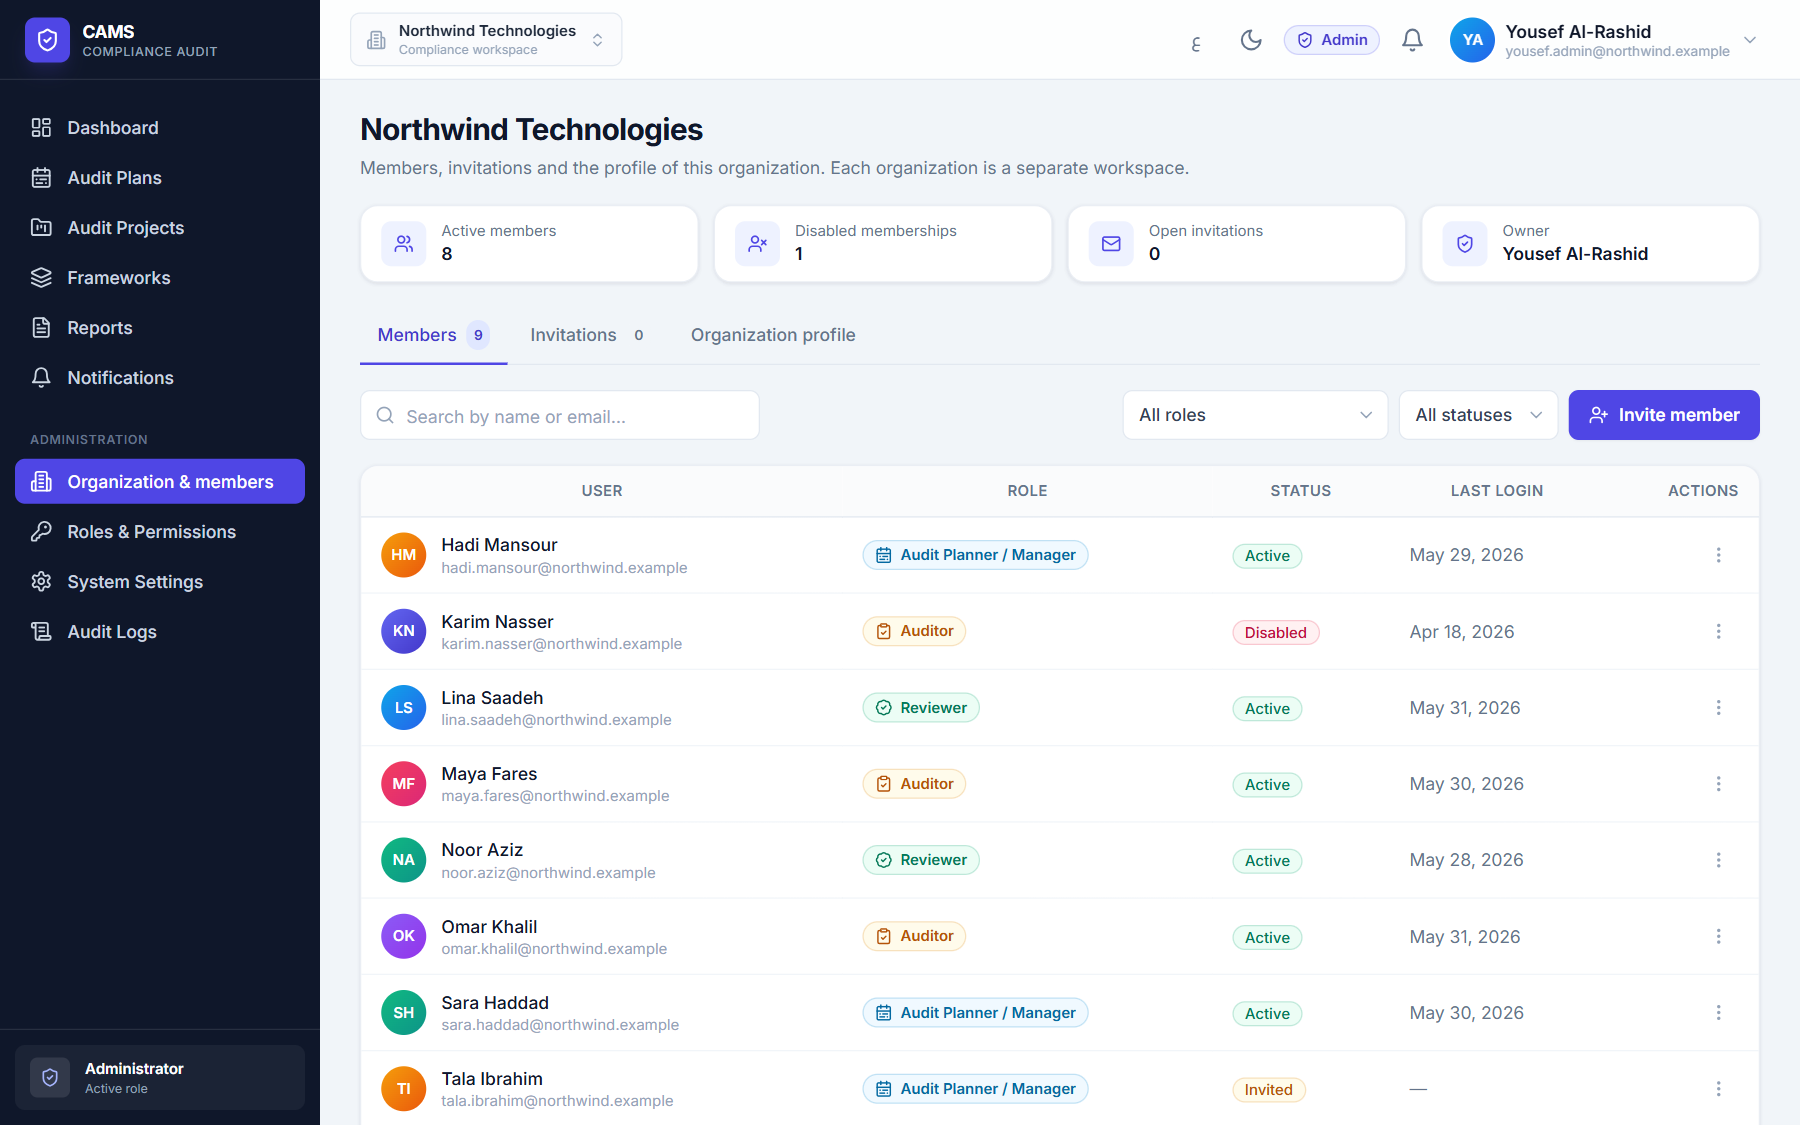 CAMS
COMPLIANCE AUDIT
Northwind Technologies
Compliance workspace
ع
Admin
YA
Yousef Al-Rashid
yousef.admin@northwind.example
Dashboard
Audit Plans
Audit Projects
Frameworks
Reports
Notifications
ADMINISTRATION
Organization & members
Roles & Permissions
System Settings
Audit Logs
Administrator
Active role
Northwind Technologies
Members, invitations and the profile of this organization. Each organization is a separate workspace.
Active members
8
Disabled memberships
1
Open invitations
0
Owner
Yousef Al-Rashid
Members 9
Invitations 0
Organization profile
Search by name or email...
All roles
All statuses
Invite member
USER ROLE STATUS LAST LOGIN ACTIONS
HM Hadi Mansour Audit Planner / Manager Active May 29, 2026
hadi.mansour@northwind.example
KN Karim Nasser Auditor Disabled Apr 18, 2026
karim.nasser@northwind.example
LS Lina Saadeh Reviewer Active May 31, 2026
lina.saadeh@northwind.example
MF Maya Fares Auditor Active May 30, 2026
maya.fares@northwind.example
NA Noor Aziz Reviewer Active May 28, 2026
noor.aziz@northwind.example
OK Omar Khalil Auditor Active May 31, 2026
omar.khalil@northwind.example
SH Sara Haddad Audit Planner / Manager Active May 30, 2026
sara.haddad@northwind.example
TI Tala Ibrahim Audit Planner / Manager Invited —
tala.ibrahim@northwind.example